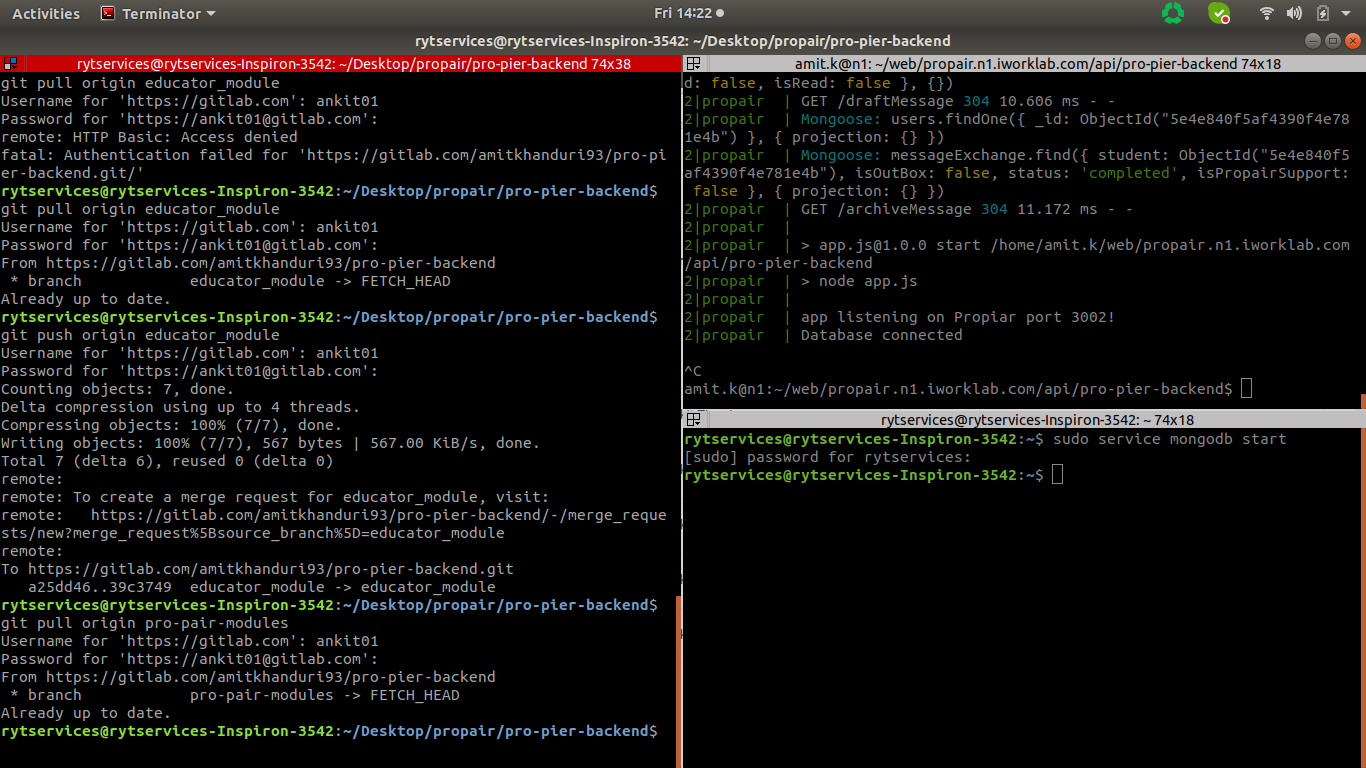 Activities
Terminator
Fri 14:22
rytservices@rytservices-Inspiron-3542: ~/Desktop/propair/pro-pier-backend
rytservices@rytservices-Inspiron-3542: ~/Desktop/propair/pro-pier-backend 74x38
git pull origin educator_module
Username for 'https://gitlab.com': ankit01
Password for 'https://ankit01@gitlab.com':
remote: HTTP Basic: Access denied
fatal: Authentication failed for 'https://gitlab.com/amitkhanduri93/pro-pi
er-backend.git/'
rytservices@rytservices-Inspiron-3542:~/Desktop/propair/pro-pier-backend$
git pull origin educator_module
Username for 'https://gitlab.com': ankit01
Password for 'https://ankit01@gitlab.com':
From https://gitlab.com/amitkhanduri93/pro-pier-backend
 * branch            educator_module -> FETCH_HEAD
Already up to date.
rytservices@rytservices-Inspiron-3542:~/Desktop/propair/pro-pier-backend$
git push origin educator_module
Username for 'https://gitlab.com': ankit01
Password for 'https://ankit01@gitlab.com':
Counting objects: 7, done.
Delta compression using up to 4 threads.
Compressing objects: 100% (7/7), done.
Writing objects: 100% (7/7), 567 bytes | 567.00 KiB/s, done.
Total 7 (delta 6), reused 0 (delta 0)
remote:
remote: To create a merge request for educator_module, visit:
remote:   https://gitlab.com/amitkhanduri93/pro-pier-backend/-/merge_reque
sts/new?merge_request%5Bsource_branch%5D=educator_module
remote:
To https://gitlab.com/amitkhanduri93/pro-pier-backend.git
   a25dd46..39c3749  educator_module -> educator_module
rytservices@rytservices-Inspiron-3542:~/Desktop/propair/pro-pier-backend$
git pull origin pro-pair-modules
Username for 'https://gitlab.com': ankit01
Password for 'https://ankit01@gitlab.com':
From https://gitlab.com/amitkhanduri93/pro-pier-backend
 * branch            pro-pair-modules -> FETCH_HEAD
Already up to date.
rytservices@rytservices-Inspiron-3542:~/Desktop/propair/pro-pier-backend$
amit.k@n1: ~/web/propair.n1.iworklab.com/api/pro-pier-backend 74x18
d: false, isRead: false }, {})
2|propair  | GET /draftMessage 304 10.606 ms - -
2|propair  | Mongoose: users.findOne({ _id: ObjectId("5e4e840f5af4390f4e78
1e4b") }, { projection: {} })
2|propair  | Mongoose: messageExchange.find({ student: ObjectId("5e4e840f5
af4390f4e781e4b"), isOutBox: false, status: 'completed', isPropairSupport:
 false }, { projection: {} })
2|propair  | GET /archiveMessage 304 11.172 ms - -
2|propair  |
2|propair  | > app.js@1.0.0 start /home/amit.k/web/propair.n1.iworklab.com
/api/pro-pier-backend
2|propair  | > node app.js
2|propair  |
2|propair  | app listening on Propiar port 3002!
2|propair  | Database connected
^C
amit.k@n1:~/web/propair.n1.iworklab.com/api/pro-pier-backend$
rytservices@rytservices-Inspiron-3542: ~ 74x18
rytservices@rytservices-Inspiron-3542:~$ sudo service mongodb start
[sudo] password for rytservices:
rytservices@rytservices-Inspiron-3542:~$